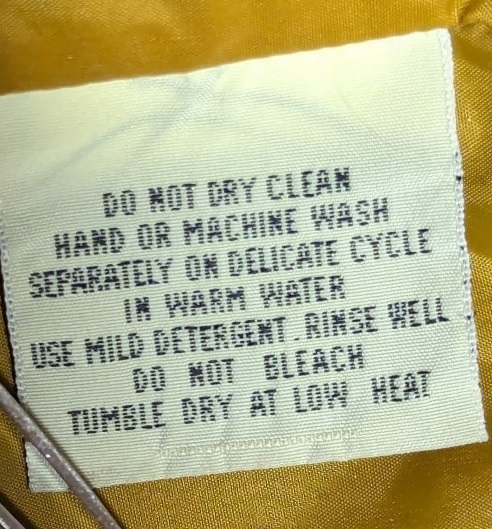 DO NOT DRY CLEAN
HAND OR MACHINE WASH
SEPARATELY ON DELICATE CYCLE
IN WARM WATER
USE MILD DETERGENT. RINSE WELL
DO NOT BLEACH
TUMBLE DRY AT LOW HEAT